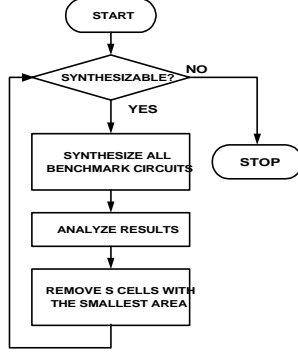 START
SYNTHESIZABLE?
NO
YES
SYNTHESIZE ALL
BENCHMARK CIRCUITS
STOP
ANALYZE RESULTS
REMOVE S CELLS WITH
THE SMALLEST AREA